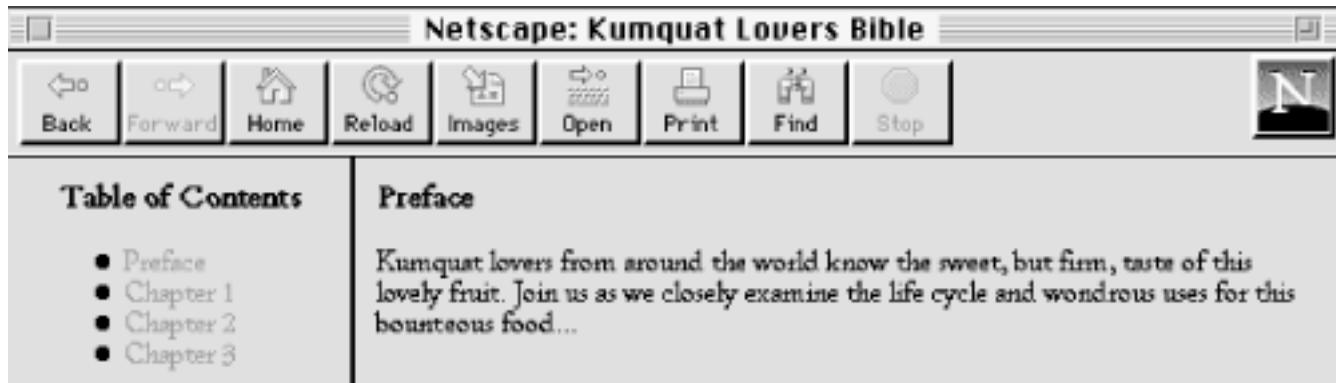 Netscape: Kumquat Lovers Bible
Back Forward Home Reload Images Open Print Find Stop
N
Table of Contents
Preface
Chapter 1
Chapter 2
Chapter 3
Preface
Kumquat lovers from around the world know the sweet, but firm, taste of this
lovely fruit. Join us as we closely examine the life cycle and wondrous uses for this
bounteous food...